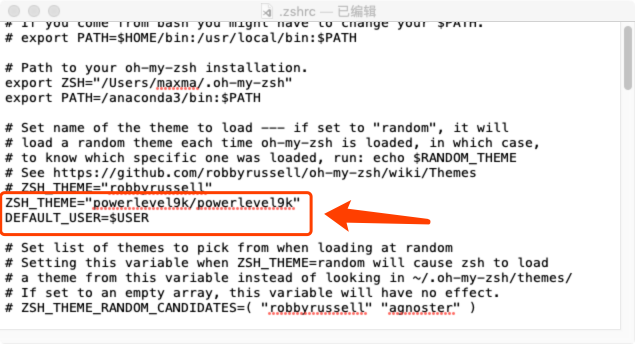 .zshrc — 已编辑
# If you come from bash you might have to change your $PATH.
# export PATH=$HOME/bin:/usr/local/bin:$PATH
# Path to your oh-my-zsh installation.
export ZSH="/Users/maxma/.oh-my-zsh"
export PATH=/anaconda3/bin:$PATH
# Set name of the theme to load --- if set to "random", it will
# load a random theme each time oh-my-zsh is loaded, in which case,
# to know which specific one was loaded, run: echo $RANDOM_THEME
# See https://github.com/robbyrussell/oh-my-zsh/wiki/Themes
# ZSH_THEME="robbyrussell"
ZSH_THEME="powerlevel9k/powerlevel9k"
DEFAULT_USER=$USER
# Set list of themes to pick from when loading at random
# Setting this variable when ZSH_THEME=random will cause zsh to load
# a theme from this variable instead of looking in ~/.oh-my-zsh/themes/
# If set to an empty array, this variable will have no effect.
# ZSH_THEME_RANDOM_CANDIDATES=( "robbyrussell" "agnoster" )